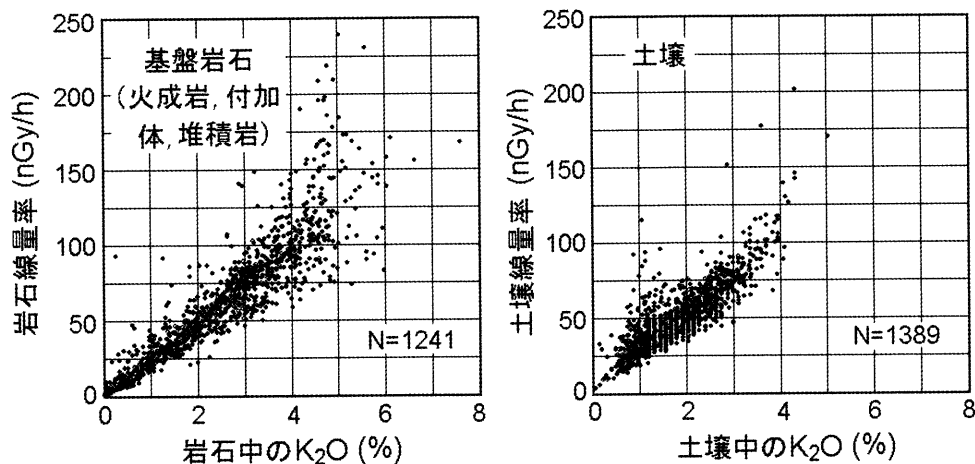 250
200
150
100
50
0
岩石線量率 (nGy/h)
基盤岩石
(火成岩, 付加
体, 堆積岩)
N=1241
0 2 4 6 8
岩石中のK₂O (%)
250
200
150
100
50
0
土壌線量率 (nGy/h)
土壌
N=1389
0 2 4 6 8
土壌中のK₂O (%)